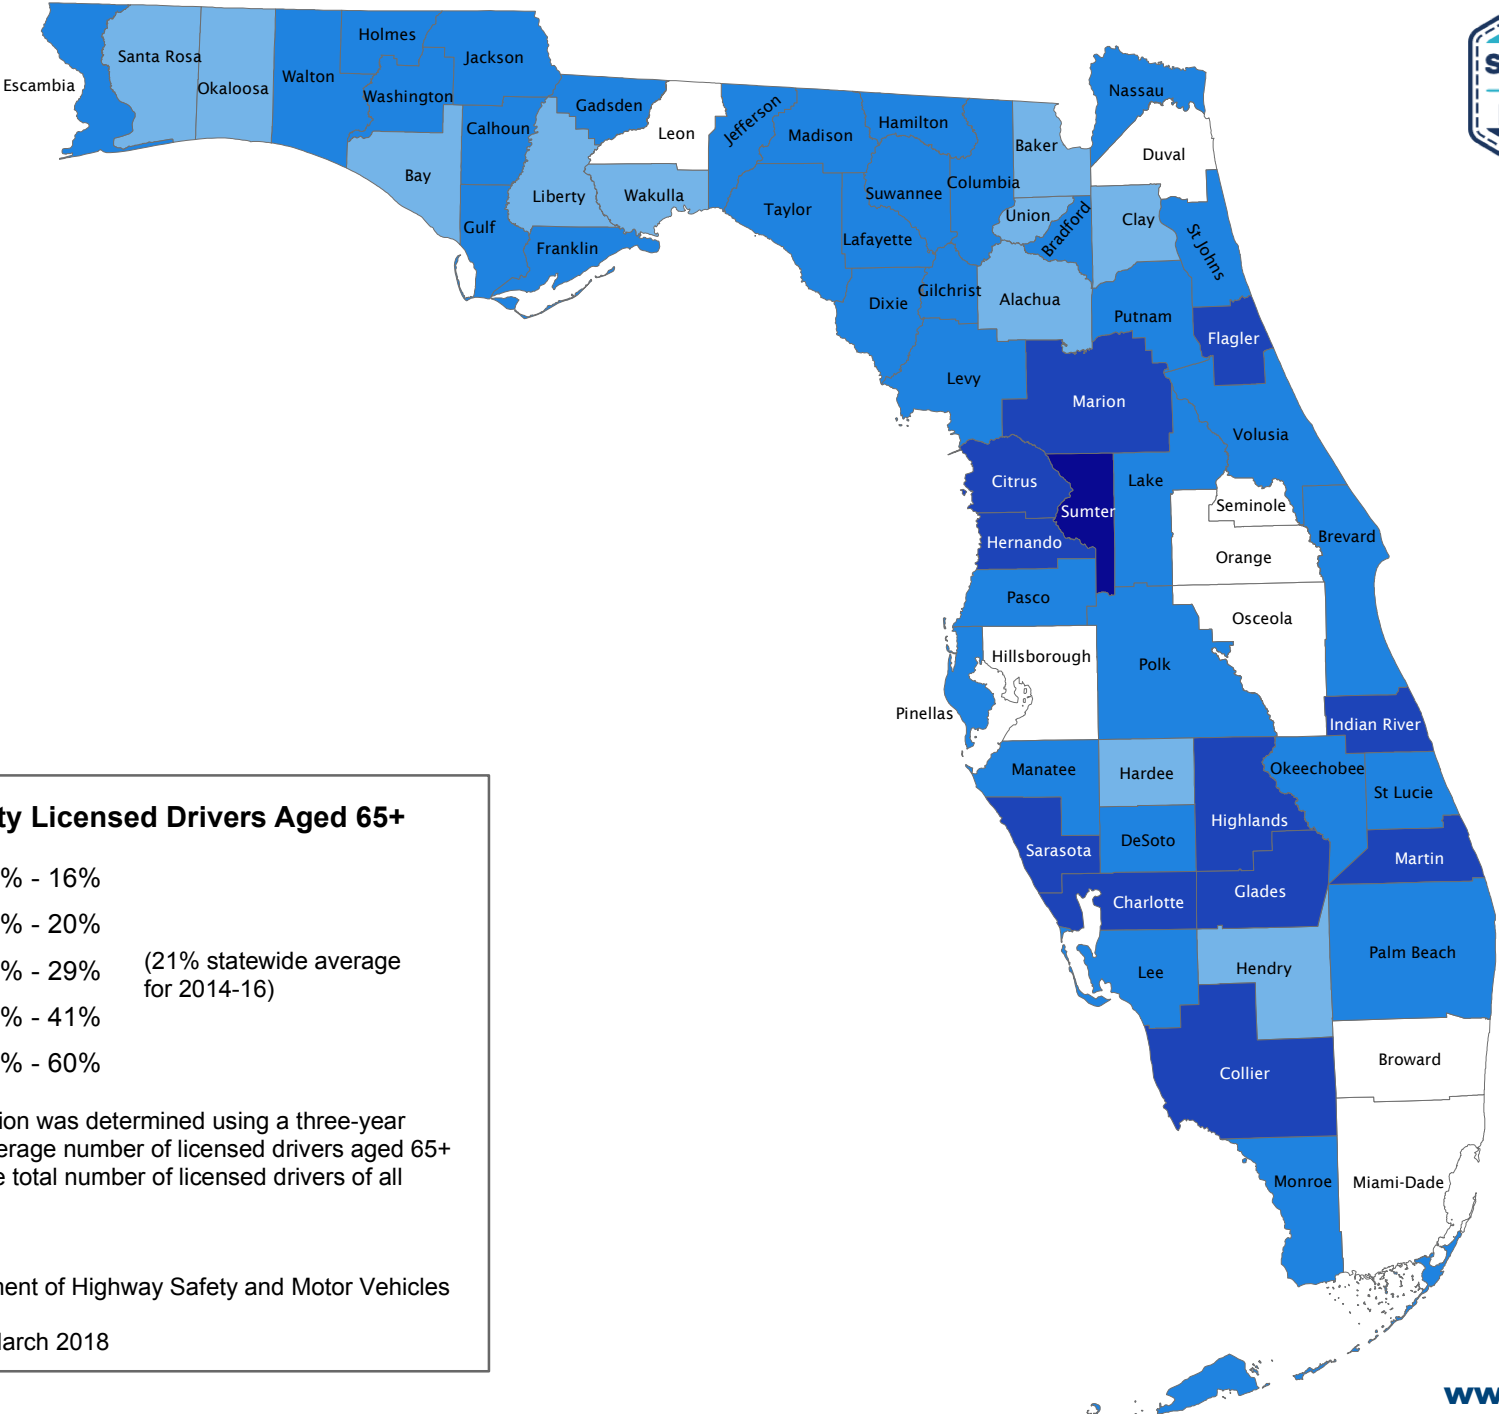 Escambia
Santa Rosa
Okaloosa
Walton
Holmes
Washington
Jackson
Bay
Calhoun
Gulf
Gadsden
Liberty
Franklin
Leon
Wakulla
Jefferson
Madison
Taylor
Hamilton
Suwannee
Lafayette
Dixie
Columbia
Gilchrist
Levy
Baker
Union
Bradford
Alachua
Nassau
Duval
Clay
St Johns
Putnam
Flagler
Marion
Volusia
Citrus
Sumter
Lake
Hernando
Seminole
Orange
Brevard
Pasco
Osceola
Hillsborough
Polk
Pinellas
Indian River
Manatee
Hardee
Okeechobee
St Lucie
Highlands
DeSoto
Sarasota
Martin
Charlotte
Glades
Lee
Hendry
Palm Beach
Collier
Broward
Monroe
Miami-Dade
ty Licensed Drivers Aged 65+
% - 16%
% - 20%
% - 29%
(21% statewide average
for 2014-16)
% - 41%
% - 60%
ion was determined using a three-year
erage number of licensed drivers aged 65+
e total number of licensed drivers of all
ment of Highway Safety and Motor Vehicles
March 2018
S
ww